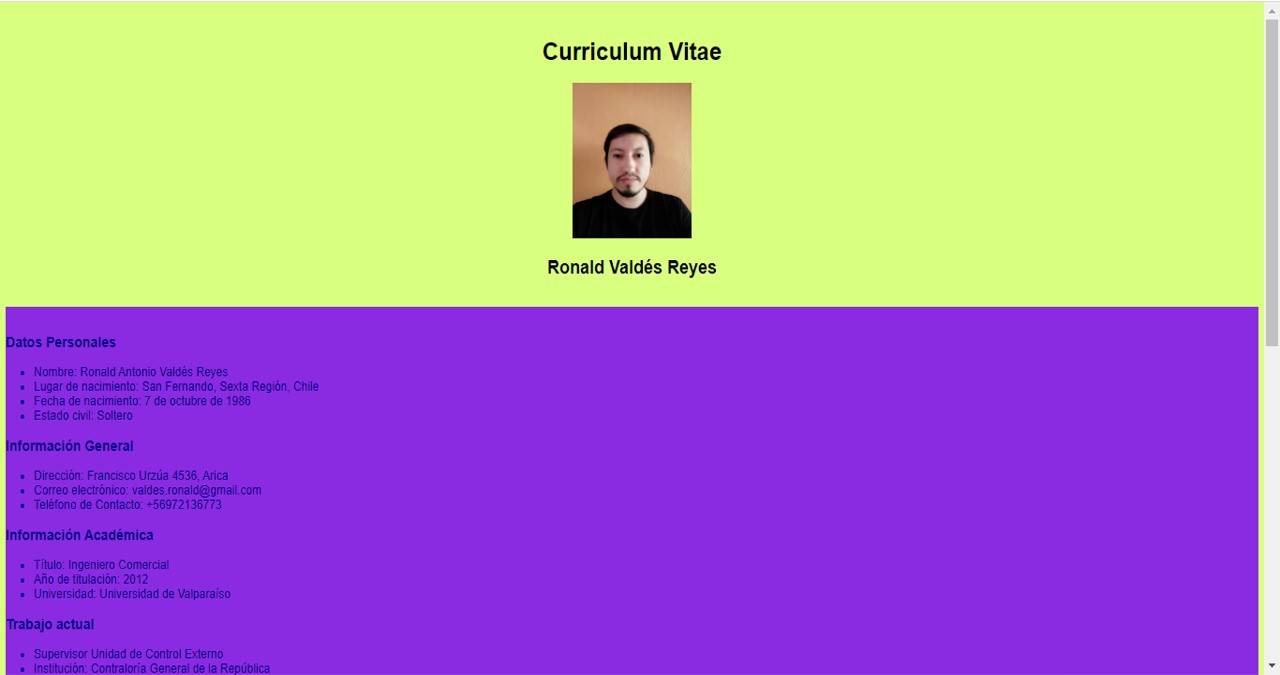 Curriculum Vitae
Ronald Valdés Reyes
Datos Personales
Nombre: Ronald Antonio Valdés Reyes
Lugar de nacimiento: San Fernando, Sexta Región, Chile
Fecha de nacimiento: 7 de octubre de 1986
Estado civil: Soltero
Información General
Dirección: Francisco Urzúa 4536, Arica
Correo electrónico: valdes.ronald@gmail.com
Teléfono de Contacto: +56972136773
Información Académica
Título: Ingeniero Comercial
Año de titulación: 2012
Universidad: Universidad de Valparaíso
Trabajo actual
Supervisor Unidad de Control Externo
Institución: Contraloría General de la República